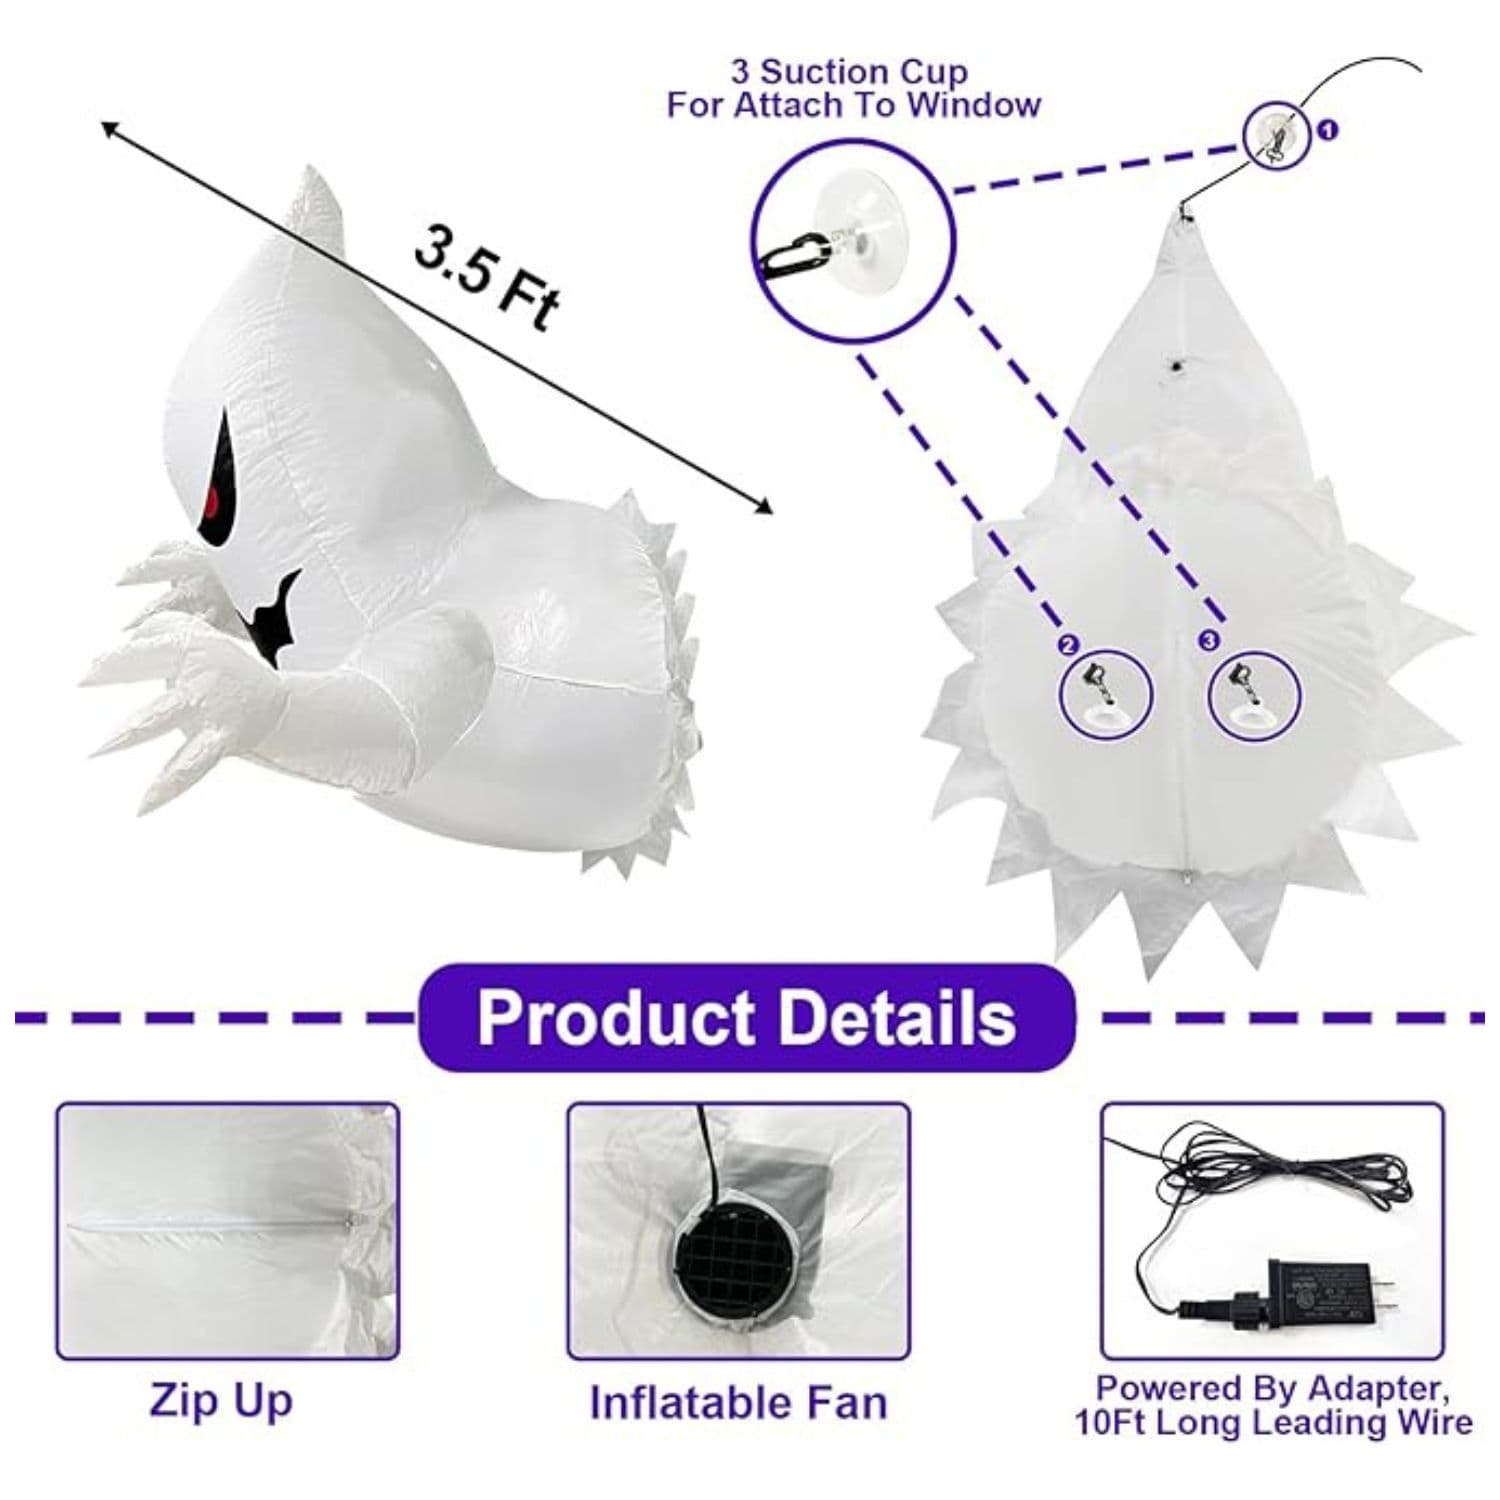 3 Suction Cup
For Attach To Window
1
3.5 Ft
2
3
Product Details
Zip Up
Inflatable Fan
Powered By Adapter,
10Ft Long Leading Wire